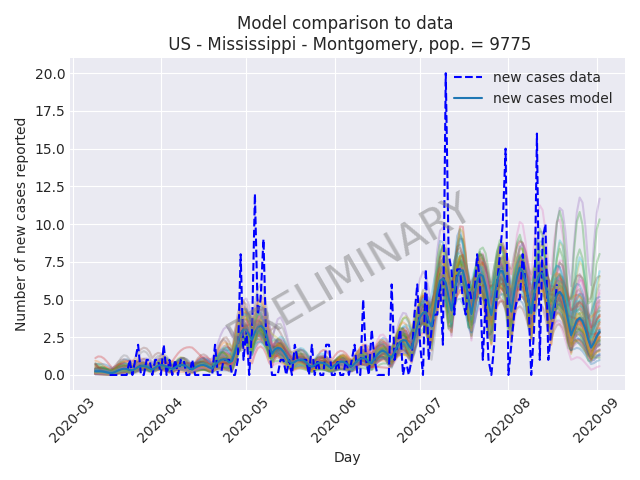 Model comparison to data
US - Mississippi - Montgomery, pop. = 9775
20.0
17.5
15.0
12.5
10.0
7.5
5.0
2.5
0.0
Number of new cases reported
new cases data
new cases model
PRELIMINARY
2020-03
2020-04
2020-05
2020-06
2020-07
2020-08
2020-09
Day